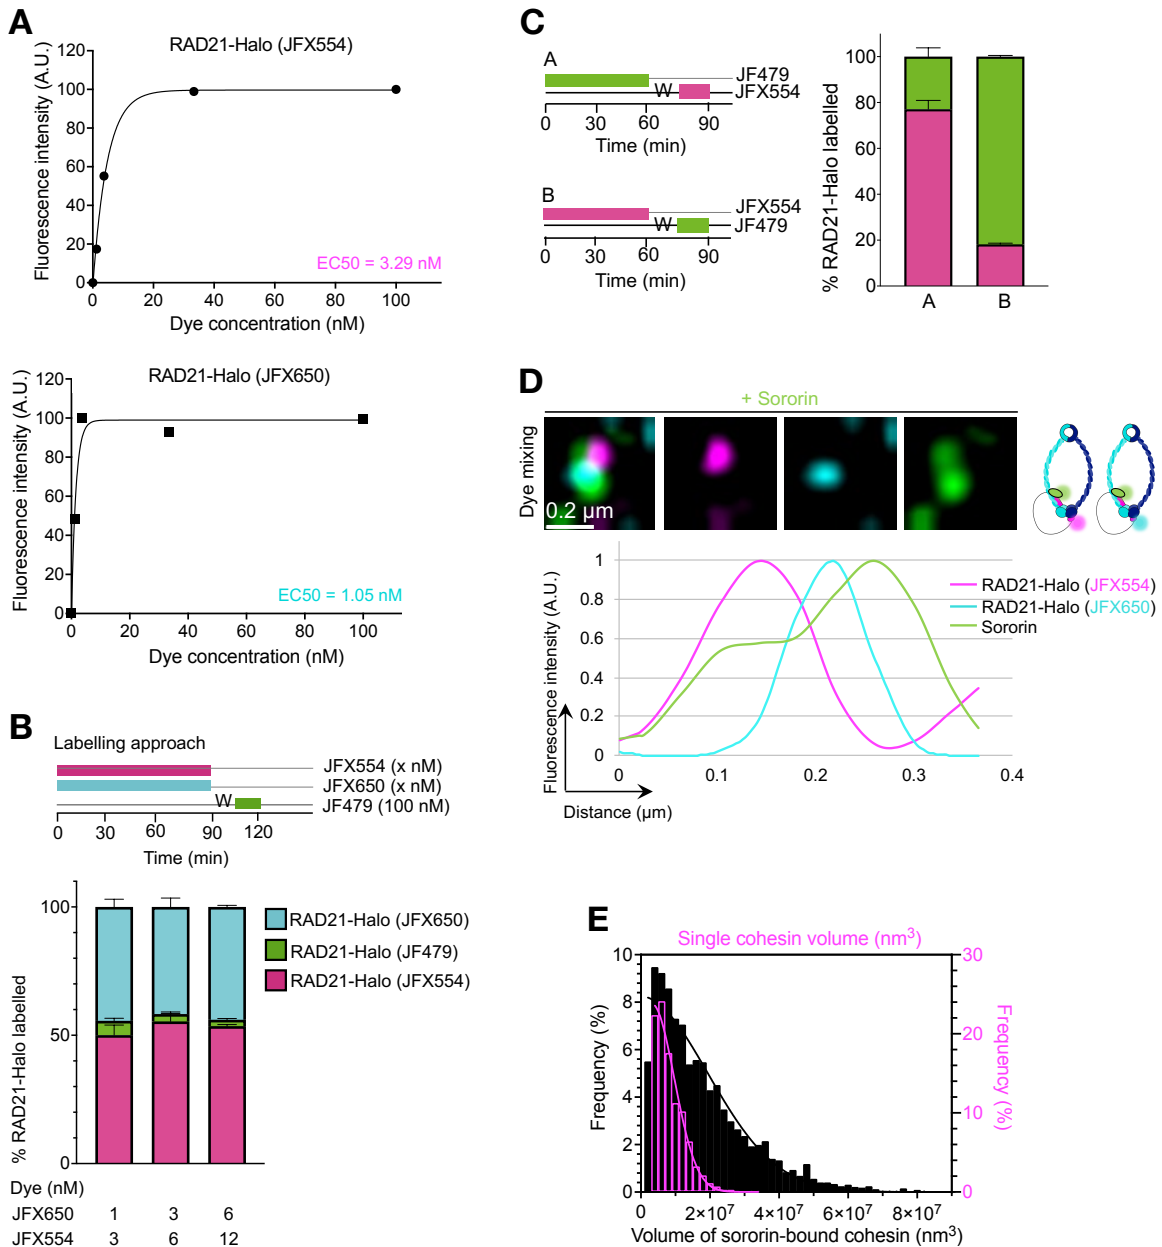 A
RAD21-Halo (JFX554)
Fluorescence intensity (A.U.)
120
100
80
60
40
20
0
EC50 = 3.29 nM
0 20 40 60 80 100
Dye concentration (nM)
RAD21-Halo (JFX650)
Fluorescence intensity (A.U.)
120
100
80
60
40
20
0
EC50 = 1.05 nM
0 20 40 60 80 100
Dye concentration (nM)
B
Labelling approach
JFX554 (x nM)
JFX650 (x nM)
W JF479 (100 nM)
0 30 60 90 120
Time (min)
% RAD21-Halo labelled
100
50
0
RAD21-Halo (JFX650)
RAD21-Halo (JF479)
RAD21-Halo (JFX554)
Dye (nM)
JFX650 1 3 6
JFX554 3 6 12
C
A
JF479
W JFX554
0 30 60 90
Time (min)
B
JFX554
W JF479
0 30 60 90
Time (min)
% RAD21-Halo labelled
100
80
60
40
20
0
A B
D
+ Sororin
Dye mixing
0.2 µm
Fluorescence intensity (A.U.)
1
0.8
0.6
0.4
0.2
0
0 0.1 0.2 0.3 0.4
Distance (µm)
RAD21-Halo (JFX554)
RAD21-Halo (JFX650)
Sororin
E
Single cohesin volume (nm³)
Frequency (%)
10
8
6
4
2
0
30
20
10
0
Frequency (%)
0 2×10⁷ 4×10⁷ 6×10⁷ 8×10⁷
Volume of sororin-bound cohesin (nm³)